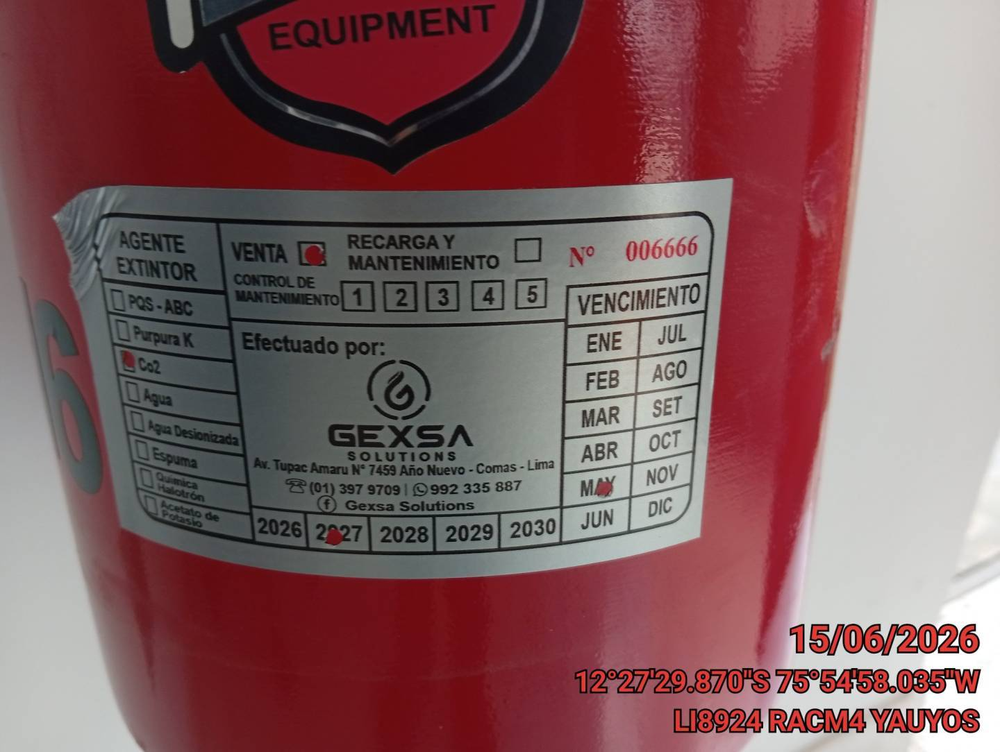 EQUIPMENT
6
AGENTE EXTINTOR
PQS - ABC
Purpura K
Co2
Agua
Agua Desionizada
Espuma
Quimica Halotrón
Acetato de Potasio
VENTA
RECARGA Y MANTENIMIENTO
N° 006666
CONTROL DE MANTENIMIENTO 1 2 3 4 5
Efectuado por:
GEXSA
SOLUTIONS
Av. Tupac Amaru N° 7459 Año Nuevo - Comas - Lima
(01) 397 9709 | 992 335 887
Gexsa Solutions
2026 2027 2028 2029 2030
VENCIMIENTO
ENE JUL
FEB AGO
MAR SET
ABR OCT
MAY NOV
JUN DIC
15/06/2026
12°27'29.870"S 75°54'58.035"W
LI8924 RACM4 YAUYOS